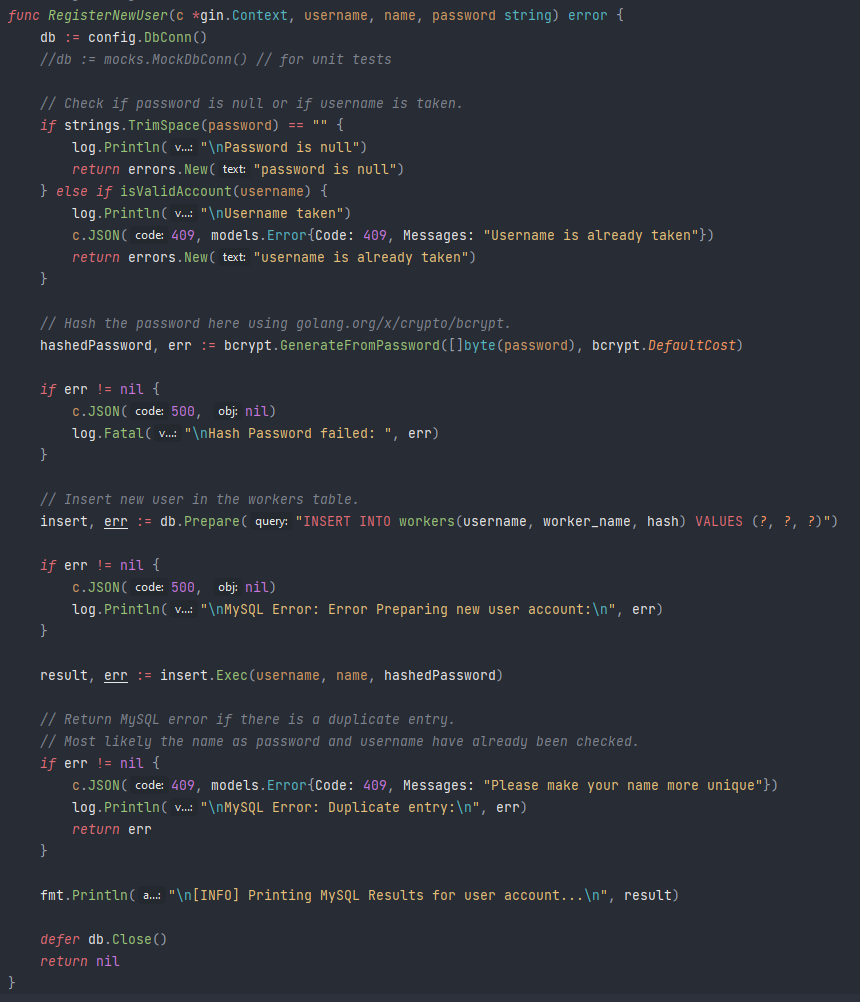 func RegisterNewUser(c *gin.Context, username, name, password string) error {
    db := config.DbConn()
    //db := mocks.MockDbConn() // for unit tests
    // Check if password is null or if username is taken.
    if strings.TrimSpace(password) == "" {
        log.Println( v...: "\nPassword is null")
        return errors.New( text: "password is null")
    } else if isValidAccount(username) {
        log.Println( v...: "\nUsername taken")
        c.JSON( code: 409, models.Error{Code: 409, Messages: "Username is already taken"})
        return errors.New( text: "username is already taken")
    }
    // Hash the password here using golang.org/x/crypto/bcrypt.
    hashedPassword, err := bcrypt.GenerateFromPassword([]byte(password), bcrypt.DefaultCost)
    if err != nil {
        c.JSON( code: 500, obj: nil)
        log.Fatal( v...: "\nHash Password failed: ", err)
    }
    // Insert new user in the workers table.
    insert, err := db.Prepare( query: "INSERT INTO workers(username, worker_name, hash) VALUES (?, ?, ?)")
    if err != nil {
        c.JSON( code: 500, obj: nil)
        log.Println( v...: "\nMySQL Error: Error Preparing new user account:\n", err)
    }
    result, err := insert.Exec(username, name, hashedPassword)
    // Return MySQL error if there is a duplicate entry.
    // Most likely the name as password and username have already been checked.
    if err != nil {
        c.JSON( code: 409, models.Error{Code: 409, Messages: "Please make your name more unique"})
        log.Println( v...: "\nMySQL Error: Duplicate entry:\n", err)
        return err
    }
    fmt.Println( a...: "\n[INFO] Printing MySQL Results for user account...\n", result)
    defer db.Close()
    return nil
}